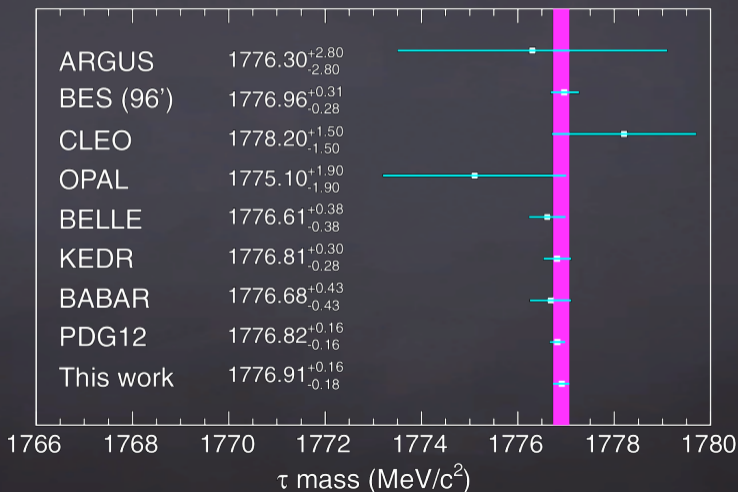 ARGUS 1776.30 +2.80 -2.80
BES (96') 1776.96 +0.31 -0.28
CLEO 1778.20 +1.50 -1.50
OPAL 1775.10 +1.90 -1.90
BELLE 1776.61 +0.38 -0.38
KEDR 1776.81 +0.30 -0.28
BABAR 1776.68 +0.43 -0.43
PDG12 1776.82 +0.16 -0.16
This work 1776.91 +0.16 -0.18
1766 1768 1770 1772 1774 1776 1778 1780
τ mass (MeV/c²)